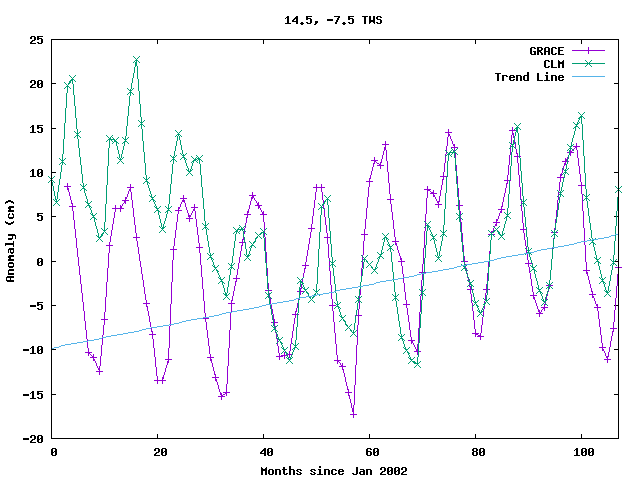 14.5, -7.5 TWS
GRACE
CLM
Trend Line
25
20
15
10
5
0
-5
-10
-15
-20
Anomaly (cm)
0 20 40 60 80 100
Months since Jan 2002